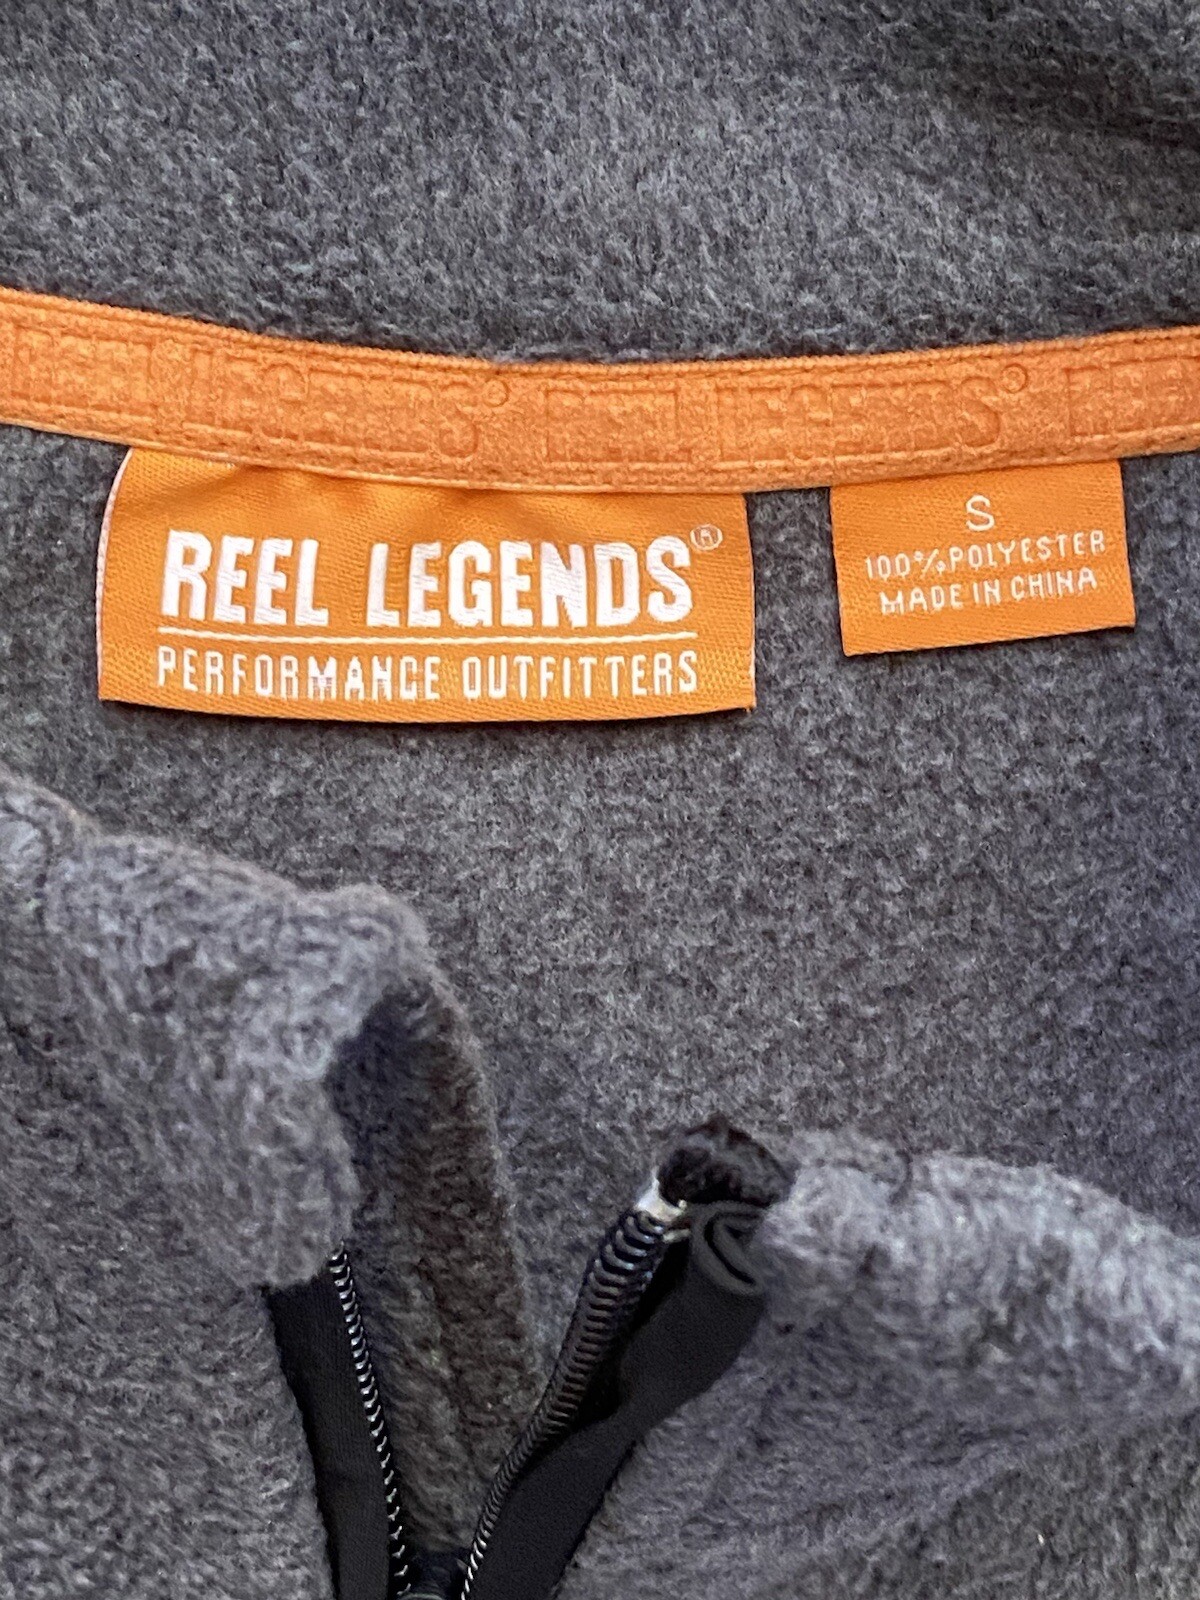 REEL LEGENDS® REEL LEGENDS®
REEL LEGENDS®
PERFORMANCE OUTFITTERS
S
100% POLYESTER
MADE IN CHINA